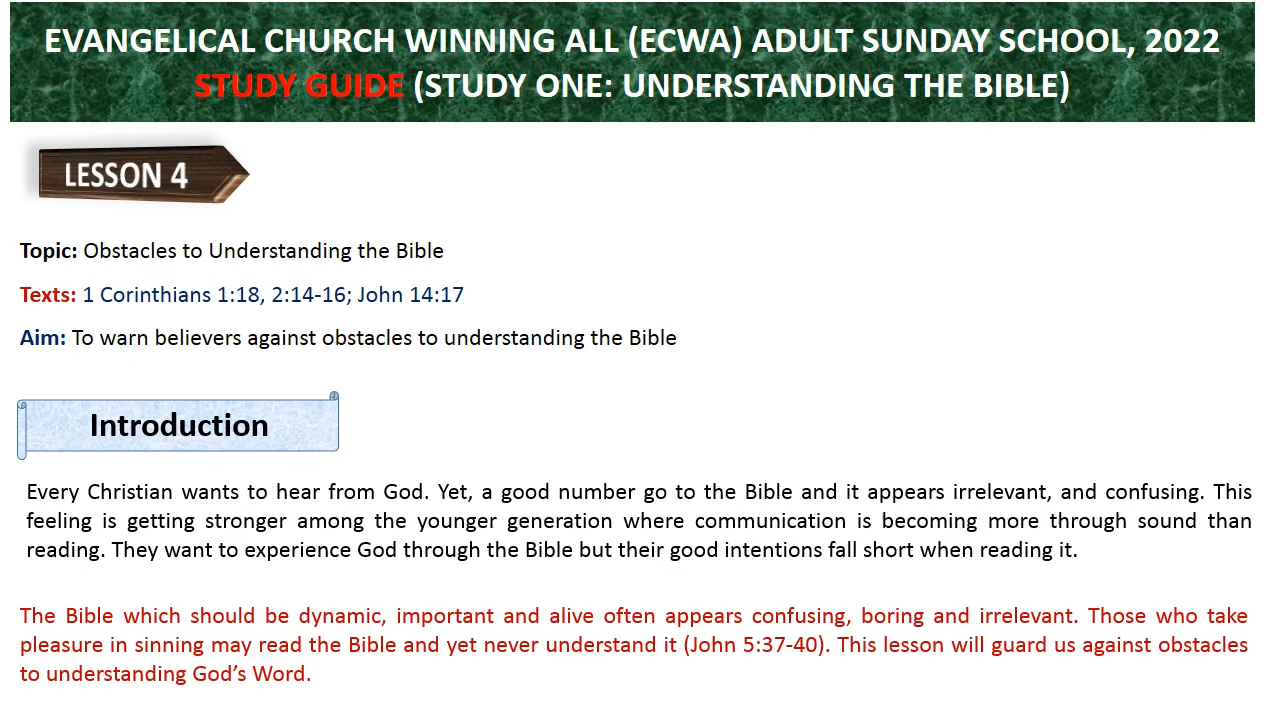 EVANGELICAL CHURCH WINNING ALL (ECWA) ADULT SUNDAY SCHOOL, 2022
STUDY GUIDE (STUDY ONE: UNDERSTANDING THE BIBLE)
LESSON 4
Topic: Obstacles to Understanding the Bible
Texts: 1 Corinthians 1:18, 2:14-16; John 14:17
Aim: To warn believers against obstacles to understanding the Bible
Introduction
Every Christian wants to hear from God. Yet, a good number go to the Bible and it appears irrelevant, and confusing. This
feeling is getting stronger among the younger generation where communication is becoming more through sound than
reading. They want to experience God through the Bible but their good intentions fall short when reading it.
The Bible which should be dynamic, important and alive often appears confusing, boring and irrelevant. Those who take
pleasure in sinning may read the Bible and yet never understand it (John 5:37-40). This lesson will guard us against obstacles
to understanding God’s Word.